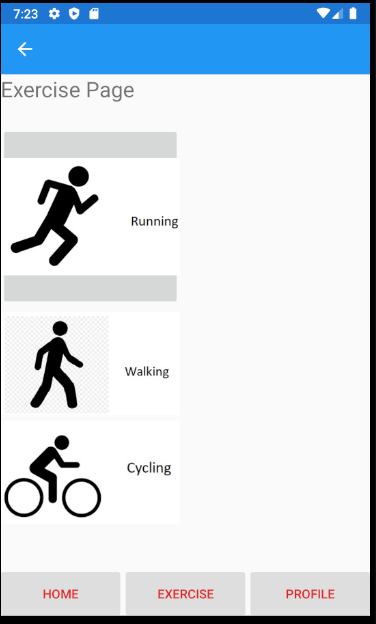 7:23
Exercise Page
Running
Walking
Cycling
HOME EXERCISE PROFILE